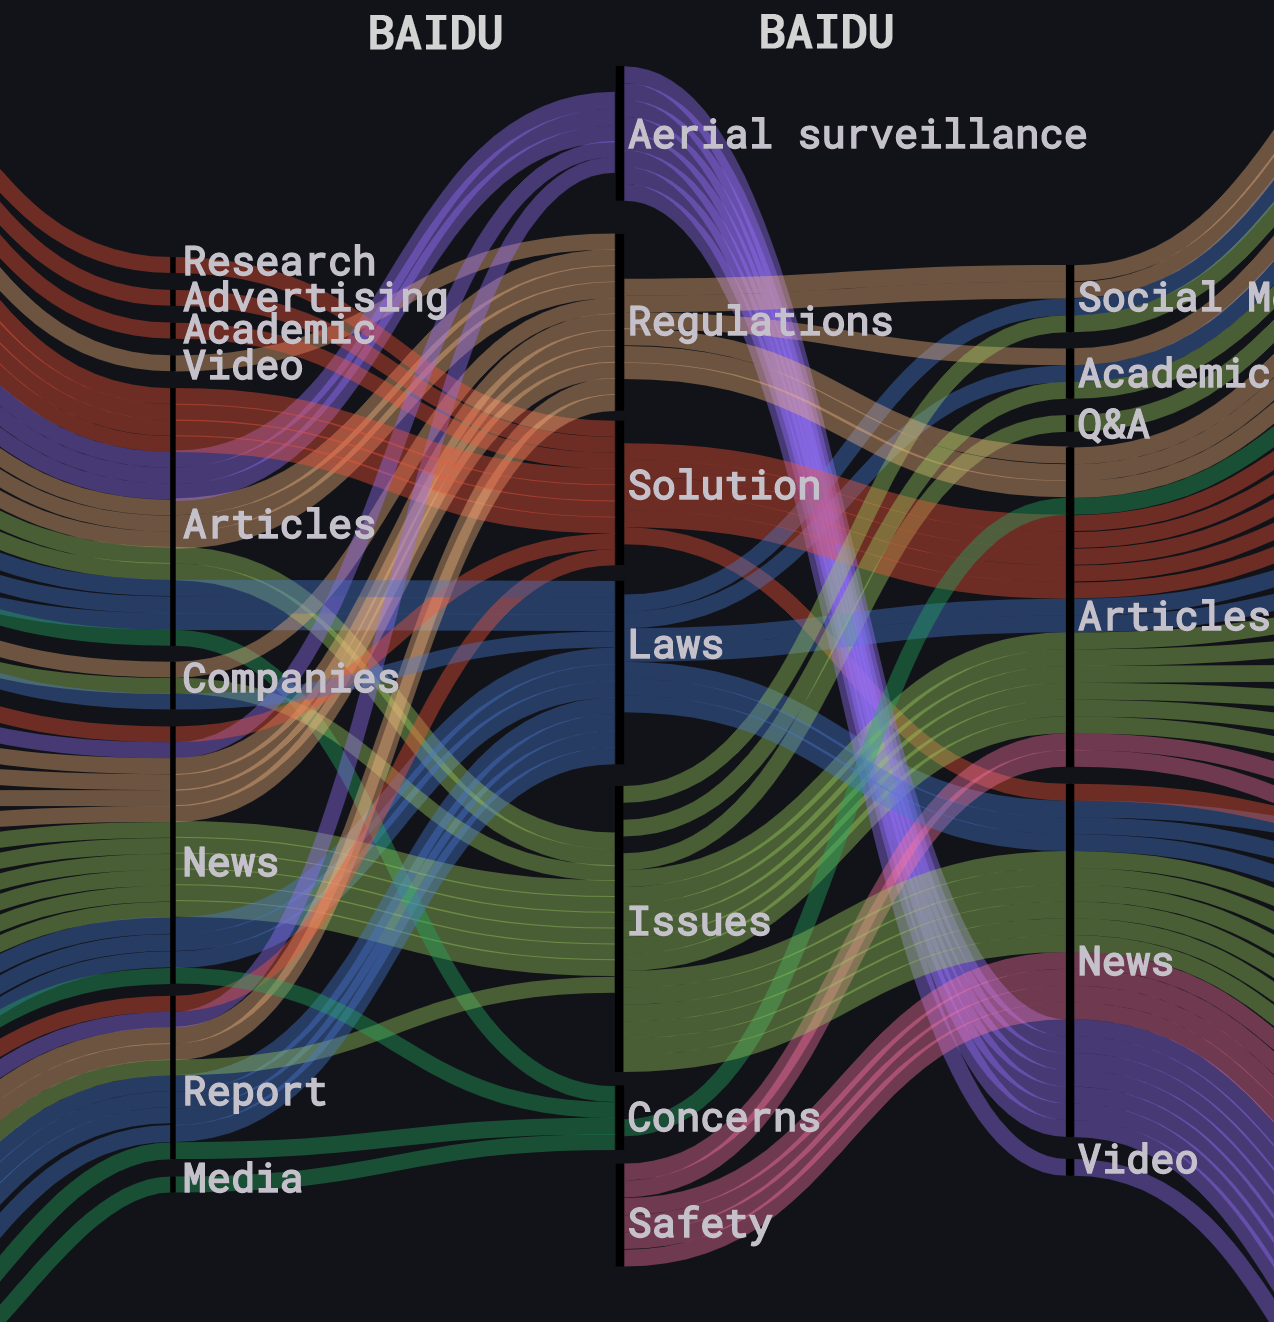 BAIDU
BAIDU
Aerial surveillance
Research
Advertising
Academic
Video
Articles
Companies
News
Report
Media
Regulations
Solution
Laws
Issues
Concerns
Safety
Social M
Academic
Q&A
Articles
News
Video